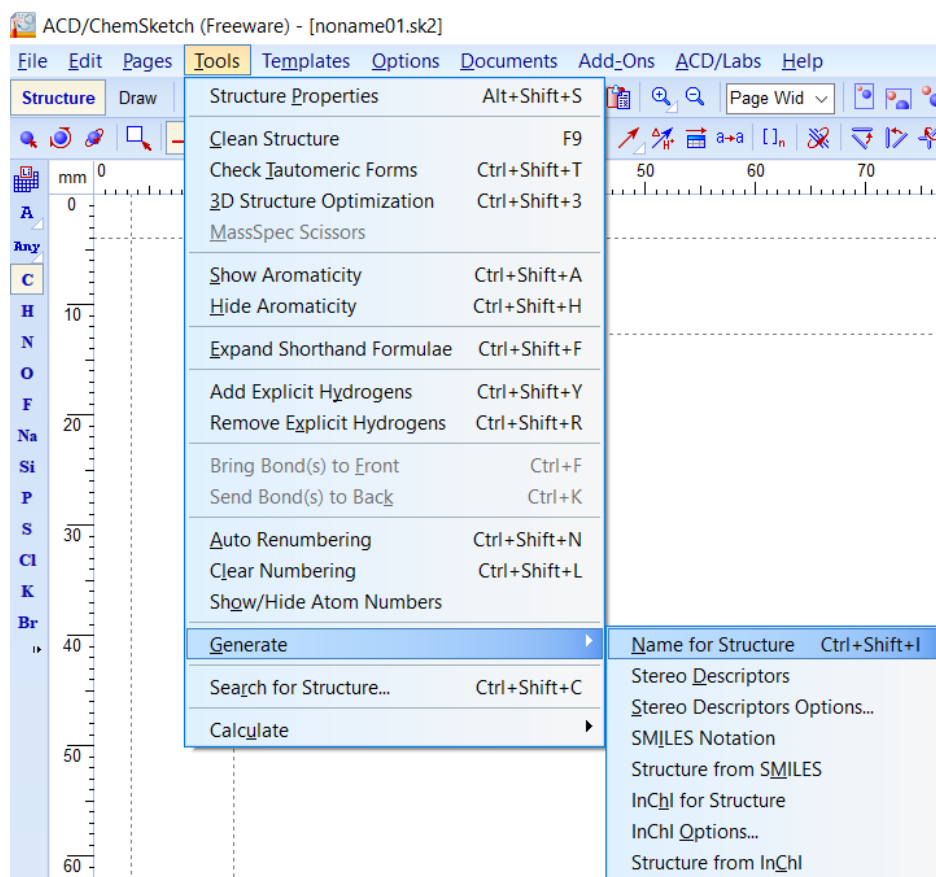 ACD/ChemSketch (Freeware) - [noname01.sk2]
File Edit Pages Tools Templates Options Documents Add-Ons ACD/Labs Help
Structure Draw Page Wid
mm 0 50 60 70
0
10
20
30
40
50
60
A
Any
C
H
N
O
F
Na
Si
P
S
Cl
K
Br
Structure Properties Alt+Shift+S
Clean Structure F9
Check Tautomeric Forms Ctrl+Shift+T
3D Structure Optimization Ctrl+Shift+3
MassSpec Scissors
Show Aromaticity Ctrl+Shift+A
Hide Aromaticity Ctrl+Shift+H
Expand Shorthand Formulae Ctrl+Shift+F
Add Explicit Hydrogens Ctrl+Shift+Y
Remove Explicit Hydrogens Ctrl+Shift+R
Bring Bond(s) to Front Ctrl+F
Send Bond(s) to Back Ctrl+K
Auto Renumbering Ctrl+Shift+N
Clear Numbering Ctrl+Shift+L
Show/Hide Atom Numbers
Generate
Search for Structure... Ctrl+Shift+C
Calculate
Name for Structure Ctrl+Shift+I
Stereo Descriptors
Stereo Descriptors Options...
SMILES Notation
Structure from SMILES
InChI for Structure
InChI Options...
Structure from InChI